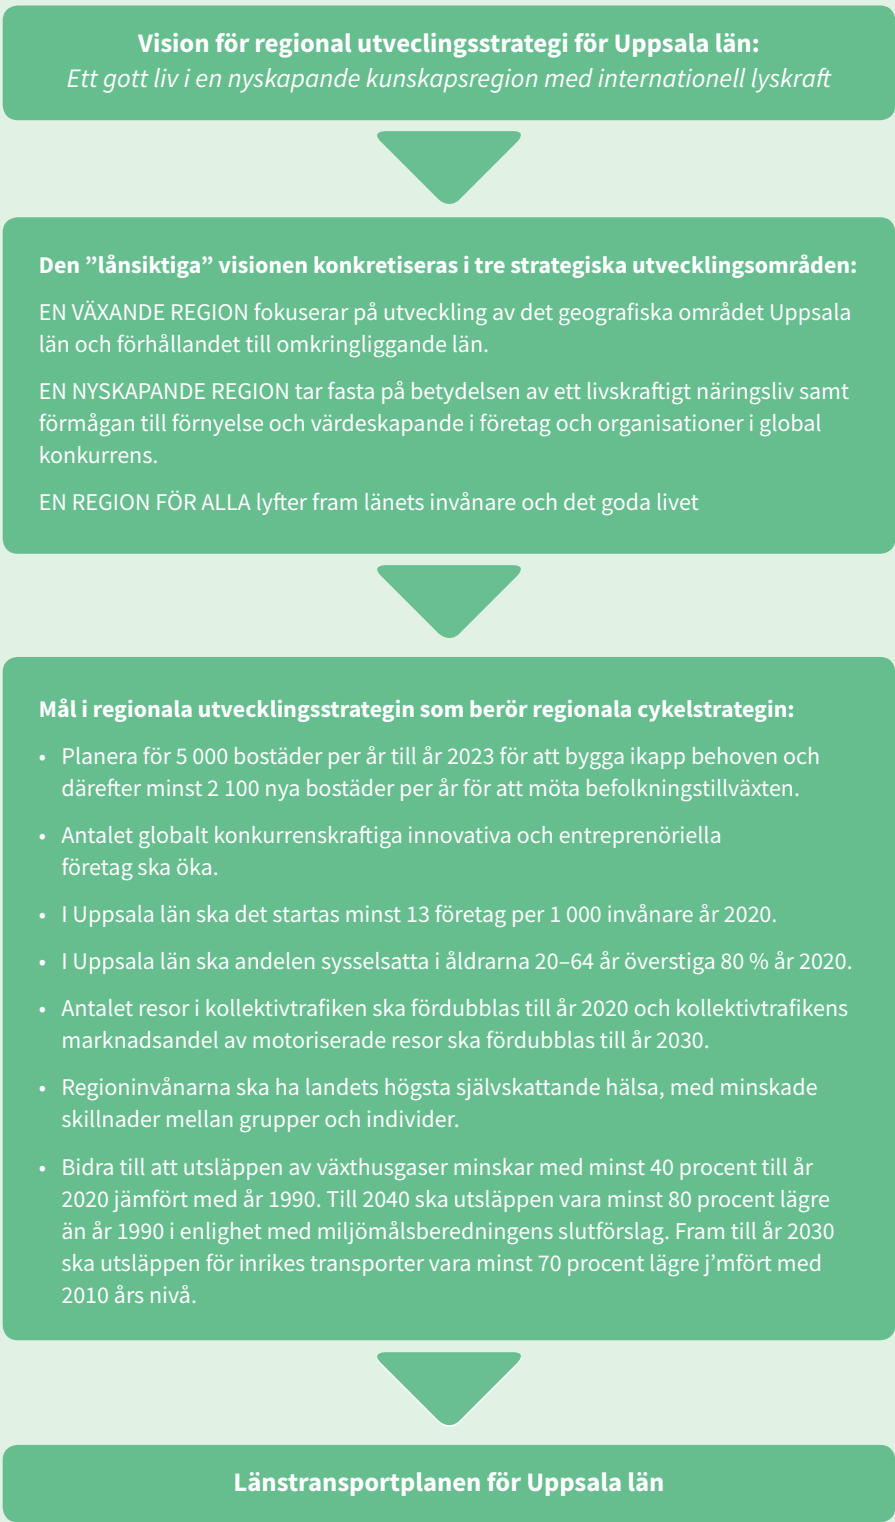 Vision för regional utveclingsstrategi för Uppsala län:
Ett gott liv i en nyskapande kunskapsregion med internationell lyskraft
Den ”lånsiktiga” visionen konkretiseras i tre strategiska utvecklingsområden:
EN VÄXANDE REGION fokuserar på utveckling av det geografiska området Uppsala
län och förhållandet till omkringliggande län.
EN NYSKAPANDE REGION tar fasta på betydelsen av ett livskraftigt näringsliv samt
förmågan till förnyelse och värdeskapande i företag och organisationer i global
konkurrens.
EN REGION FÖR ALLA lyfter fram länets invånare och det goda livet
Mål i regionala utvecklingsstrategin som berör regionala cykelstrategin:
• Planera för 5 000 bostäder per år till år 2023 för att bygga ikapp behoven och
därefter minst 2 100 nya bostäder per år för att möta befolkningstillväxten.
• Antalet globalt konkurrenskraftiga innovativa och entreprenöriella
företag ska öka.
• I Uppsala län ska det startas minst 13 företag per 1 000 invånare år 2020.
• I Uppsala län ska andelen sysselsatta i åldrarna 20–64 år överstiga 80 % år 2020.
• Antalet resor i kollektivtrafiken ska fördubblas till år 2020 och kollektivtrafikens
marknadsandel av motoriserade resor ska fördubblas till år 2030.
• Regioninvånarna ska ha landets högsta självskattande hälsa, med minskade
skillnader mellan grupper och individer.
• Bidra till att utsläppen av växthusgaser minskar med minst 40 procent till år
2020 jämfört med år 1990. Till 2040 ska utsläppen vara minst 80 procent lägre
än år 1990 i enlighet med miljömålsberedningens slutförslag. Fram till år 2030
ska utsläppen för inrikes transporter vara minst 70 procent lägre j’mfört med
2010 års nivå.
Länstransportplanen för Uppsala län